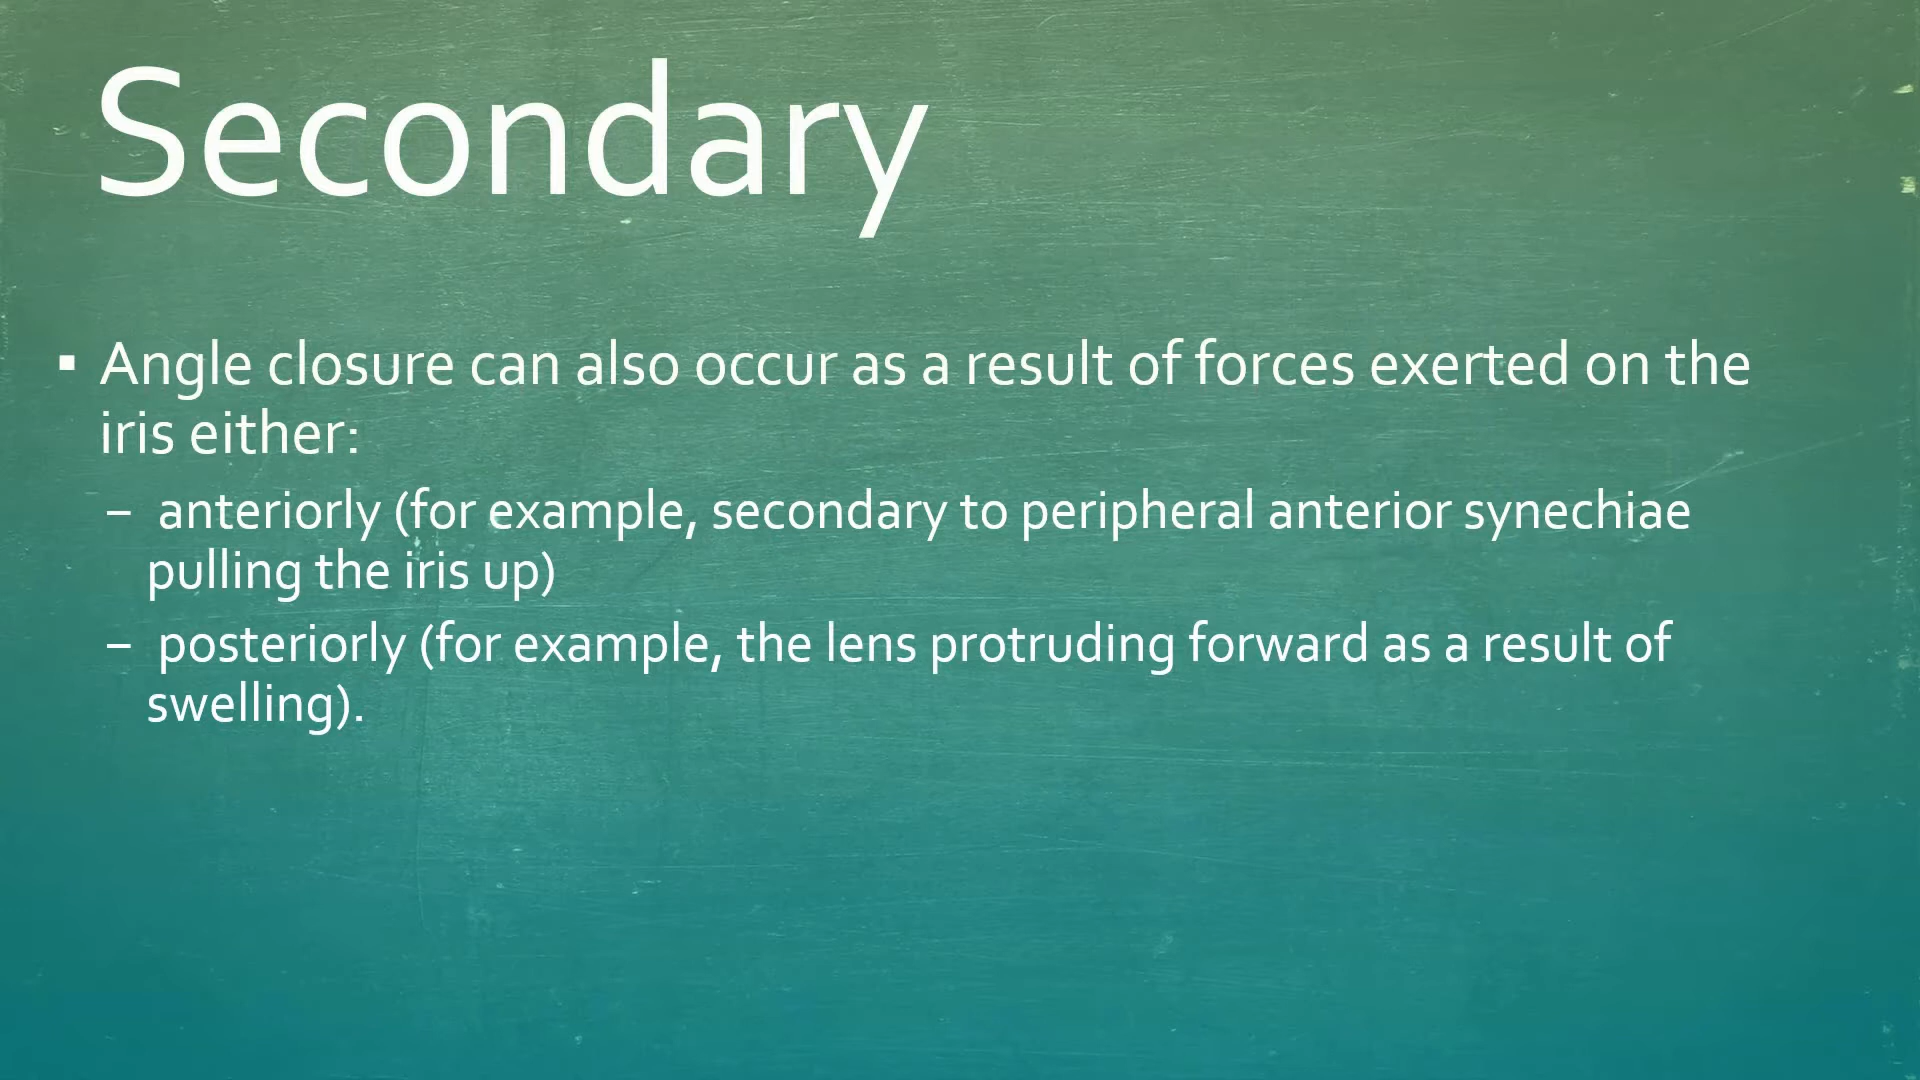 Secondary
▪ Angle closure can also occur as a result of forces exerted on the
iris either:
– anteriorly (for example, secondary to peripheral anterior synechiae
pulling the iris up)
– posteriorly (for example, the lens protruding forward as a result of
swelling).